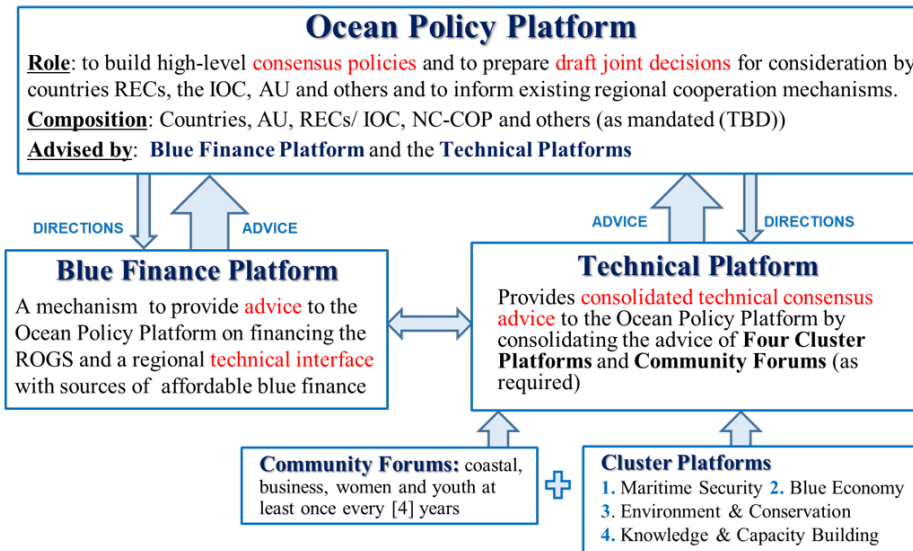 Ocean Policy Platform
Role: to build high-level consensus policies and to prepare draft joint decisions for consideration by
countries RECs, the IOC, AU and others and to inform existing regional cooperation mechanisms.
Composition: Countries, AU, RECs/ IOC, NC-COP and others (as mandated (TBD))
Advised by: Blue Finance Platform and the Technical Platforms
DIRECTIONS
ADVICE
ADVICE
DIRECTIONS
Blue Finance Platform
A mechanism to provide advice to the
Ocean Policy Platform on financing the
ROGS and a regional technical interface
with sources of affordable blue finance
Technical Platform
Provides consolidated technical consensus
advice to the Ocean Policy Platform by
consolidating the advice of Four Cluster
Platforms and Community Forums (as
required)
Community Forums: coastal,
business, women and youth at
least once every [4] years
Cluster Platforms
1. Maritime Security 2. Blue Economy
3. Environment & Conservation
4. Knowledge & Capacity Building